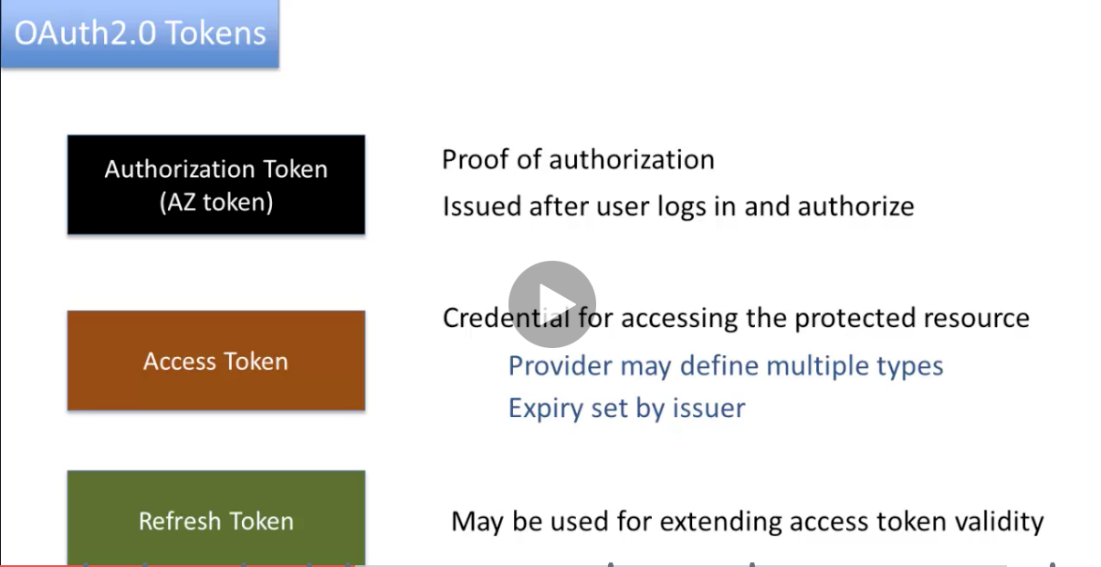 OAuth2.0 Tokens
Authorization Token
(AZ token)
Proof of authorization
Issued after user logs in and authorize
Access Token
Credential for accessing the protected resource
Provider may define multiple types
Expiry set by issuer
Refresh Token
May be used for extending access token validity